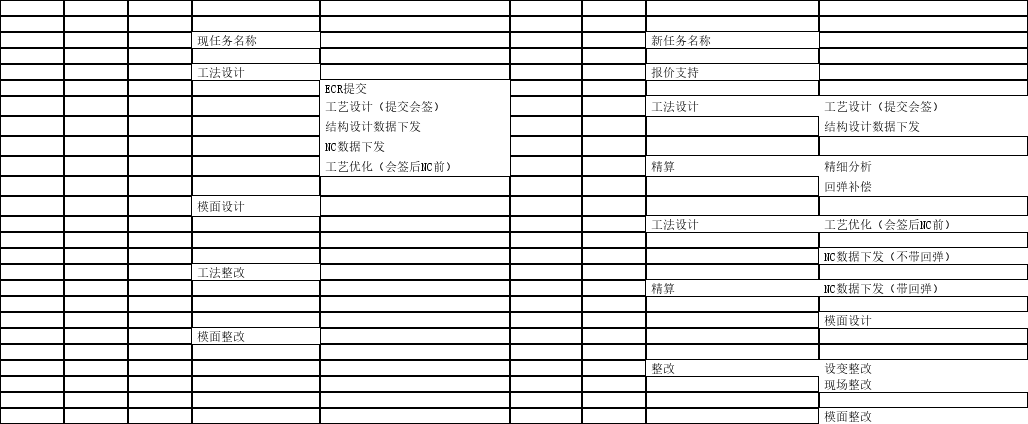 现任务名称 新任务名称
工法设计 报价支持
ECR提交
工艺设计（提交会签） 工法设计 工艺设计（提交会签）
结构设计数据下发 结构设计数据下发
NC数据下发
工艺优化（会签后NC前） 精算 精细分析
回弹补偿
模面设计
工法设计 工艺优化（会签后NC前）
NC数据下发（不带回弹）
工法整改
精算 NC数据下发（带回弹）
模面设计
模面整改
整改 设变整改
现场整改
模面整改